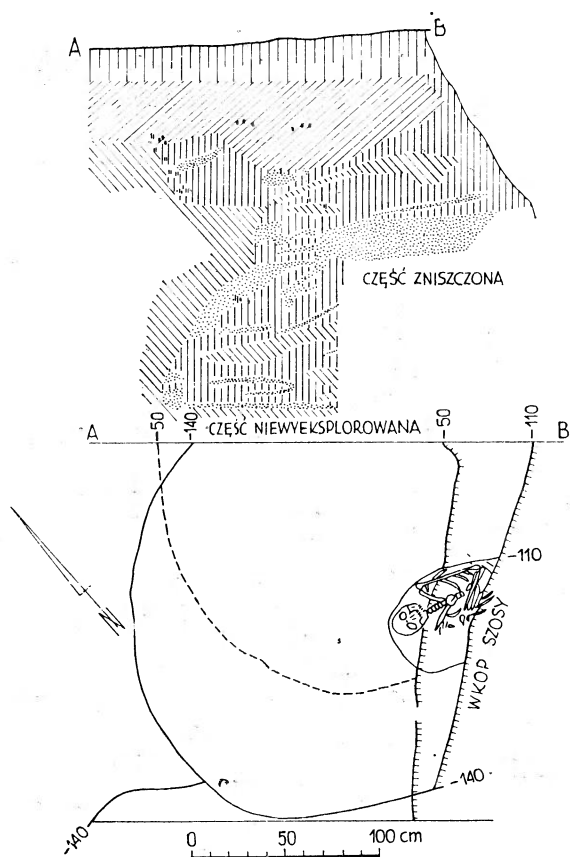 A B
CZĘŚĆ ZNISZCZONA
CZĘŚĆ NIEWYEKSPLOROWANA
A -50 -140 -50 -110 B
-110
WKOP SZOSY
N
-140
-140
0 50 100 cm